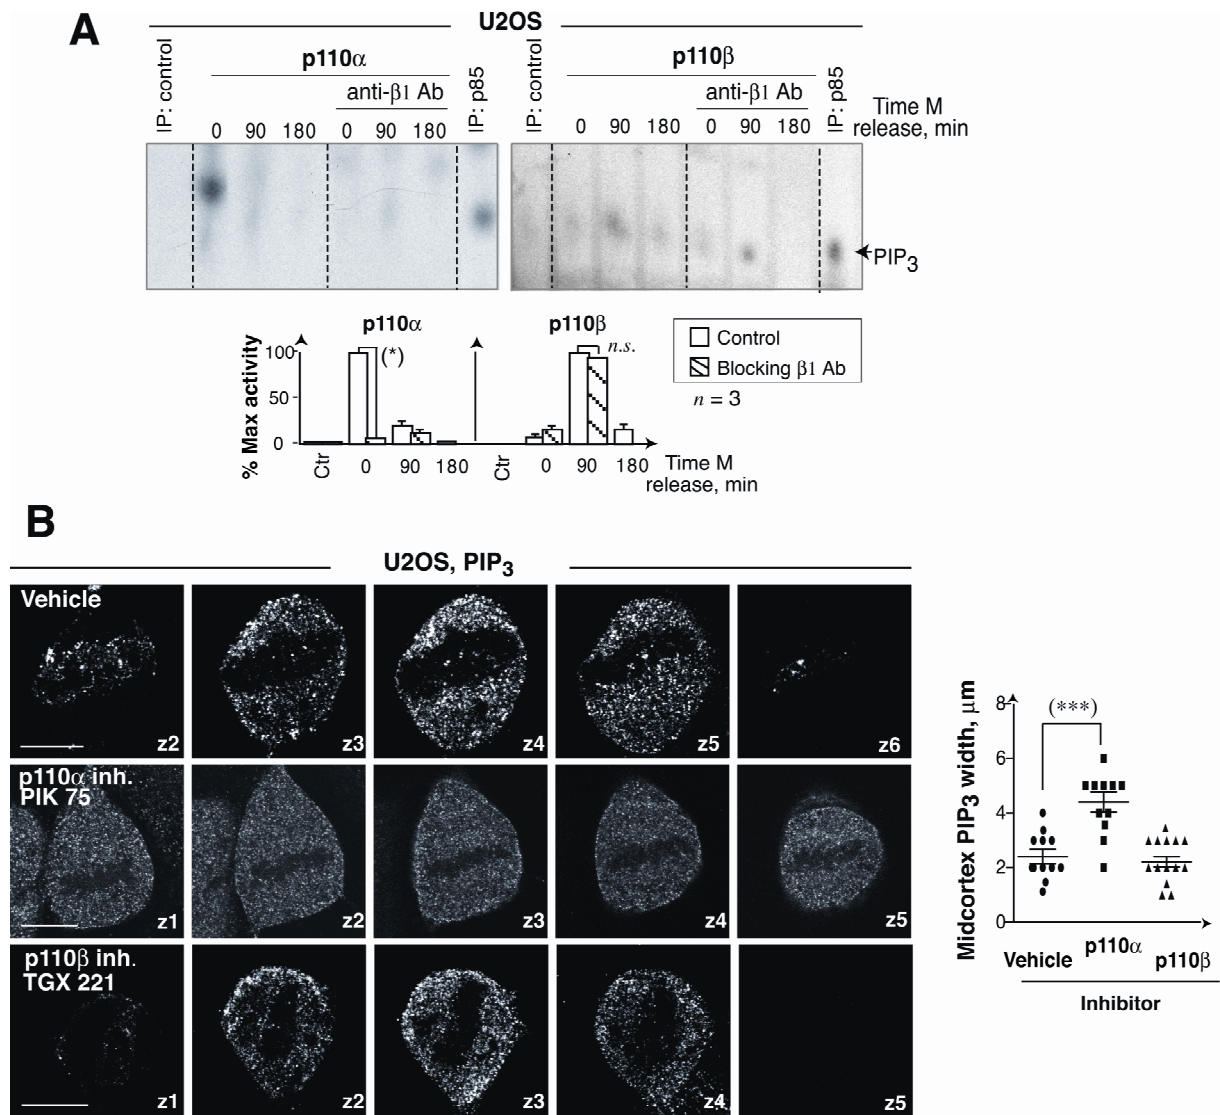 A
U2OS
IP: control
p110α
anti-β1 Ab
0 90 180 0 90 180
IP: p85
IP: control
p110β
anti-β1 Ab
0 90 180 0 90 180
IP: p85
Time M
release, min
PIP3
p110α
p110β
% Max activity
100
50
0
(*)
n.s.
Control
Blocking β1 Ab
n = 3
Ctr 0 90 180 Ctr 0 90 180
Time M
release, min
B
U2OS, PIP3
Vehicle
z2 z3 z4 z5 z6
p110α inh.
PIK 75
z1 z2 z3 z4 z5
p110β inh.
TGX 221
z1 z2 z3 z4 z5
Midcortex PIP3 width, μm
8
6
4
2
0
(***)
Vehicle p110α p110β
Inhibitor